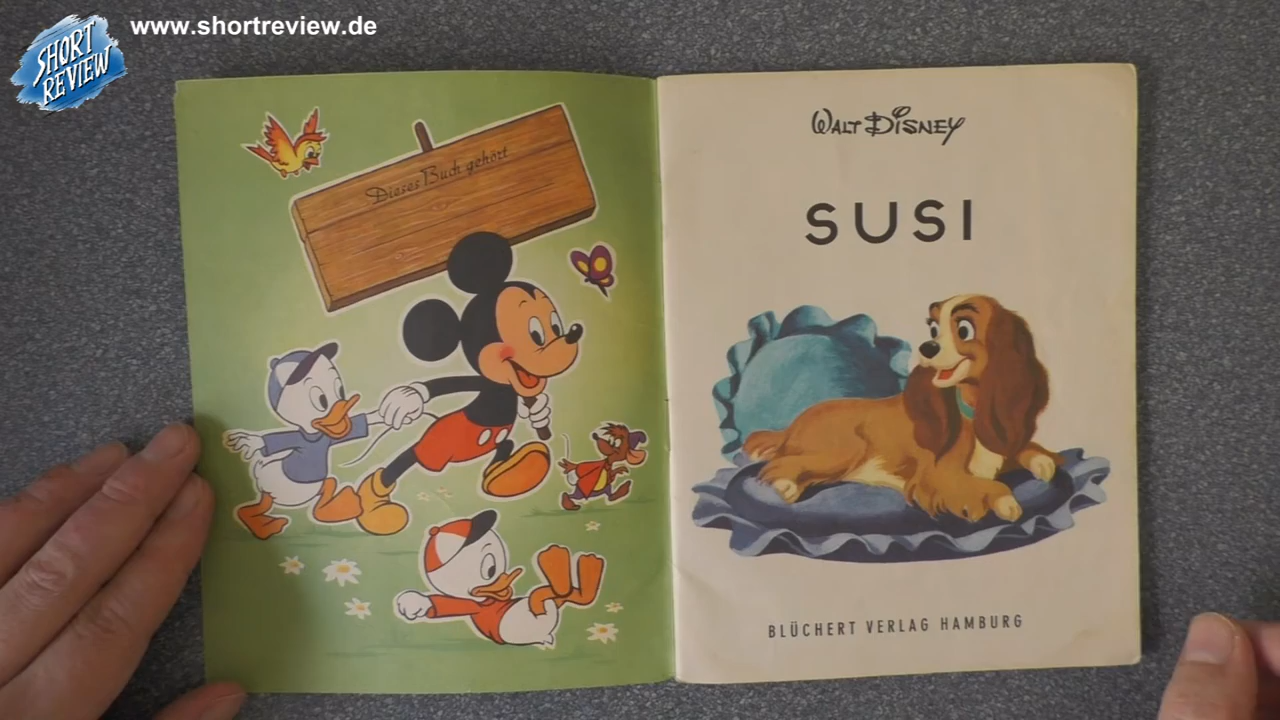 www.shortreview.de
SHORT
REVIEW
Dieses Buch gehört
WALT DISNEY
SUSI
BLÜCHERT VERLAG HAMBURG